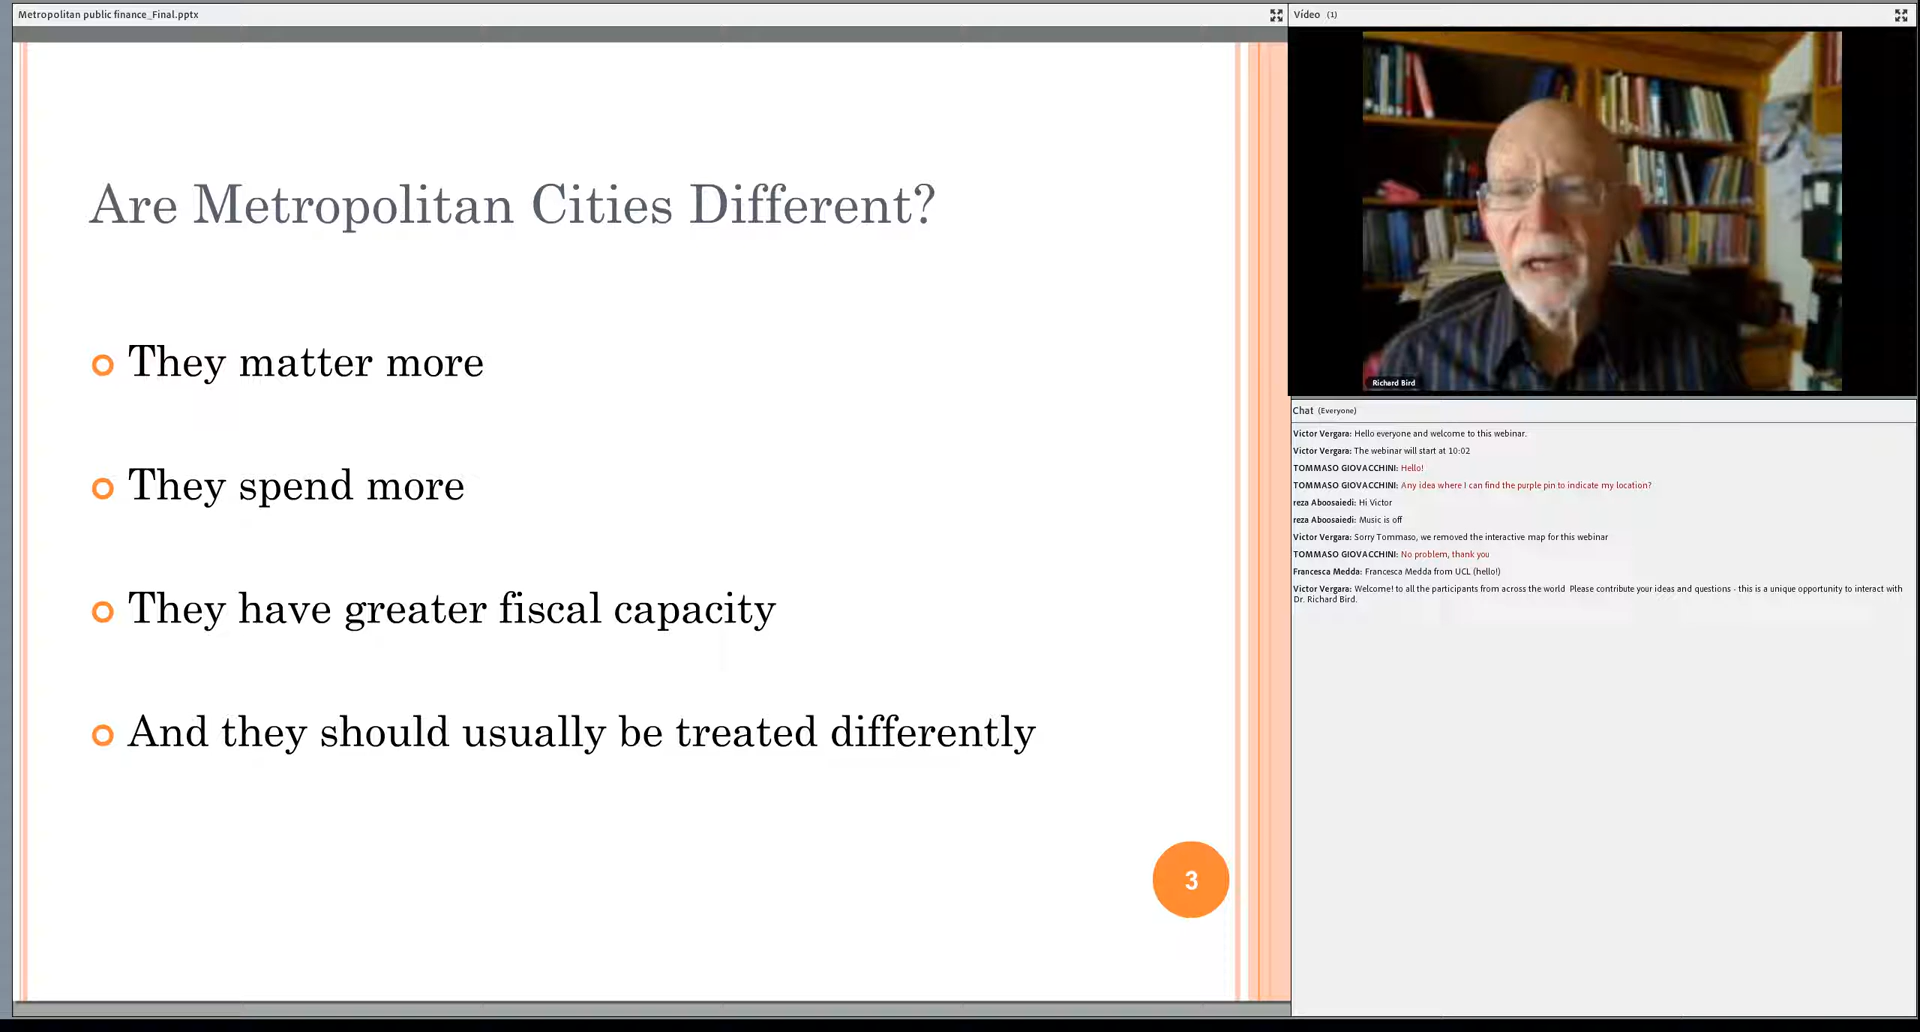 Metropolitan public finance_Final.pptx
Are Metropolitan Cities Different?
They matter more
They spend more
They have greater fiscal capacity
And they should usually be treated differently
3
Vídeo (1)
Richard Bird
Chat (Everyone)
Victor Vergara: Hello everyone and welcome to this webinar.
Victor Vergara: The webinar will start at 10:02
TOMMASO GIOVACCHINI: Hello!
TOMMASO GIOVACCHINI: Any idea where I can find the purple pin to indicate my location?
reza Aboosaiedi: Hi Victor
reza Aboosaiedi: Music is off
Victor Vergara: Sorry Tommaso, we removed the interactive map for this webinar
TOMMASO GIOVACCHINI: No problem, thank you
Francesca Medda: Francesca Medda from UCL (hello!)
Victor Vergara: Welcome! to all the participants from across the world  Please contribute your ideas and questions - this is a unique opportunity to interact with
Dr. Richard Bird.